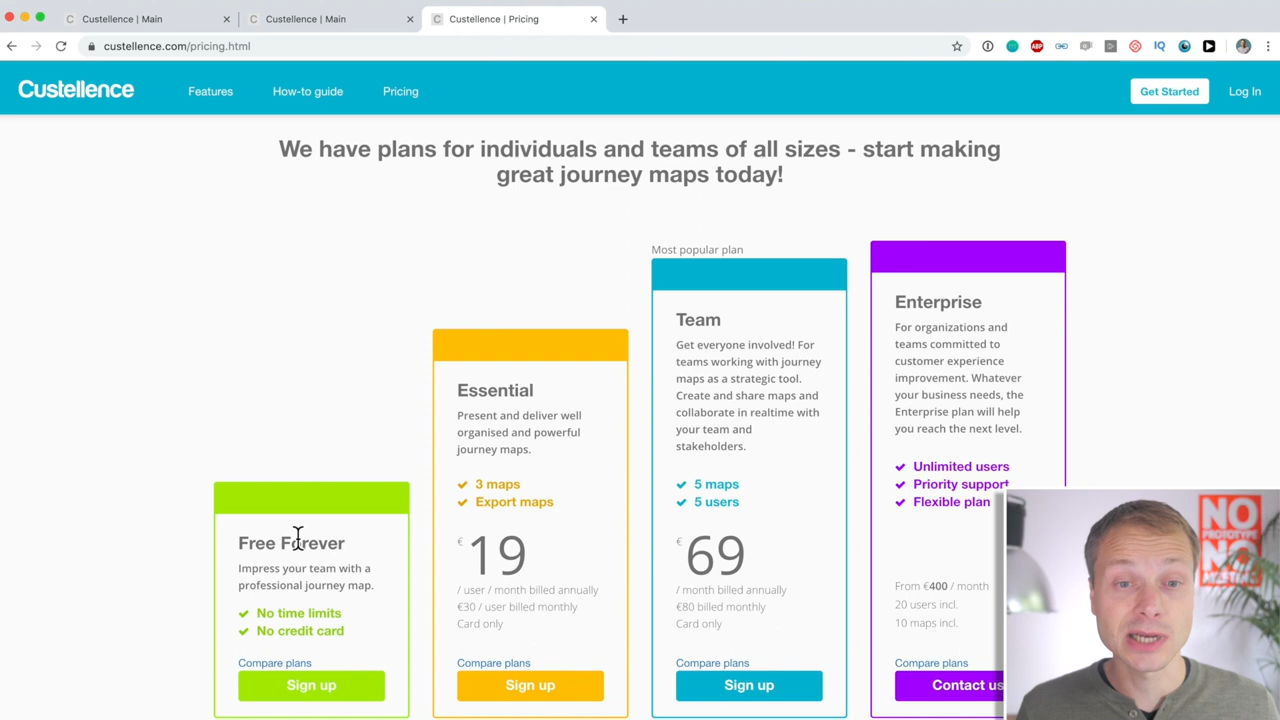 Custellence | Main
Custellence | Main
Custellence | Pricing
custellence.com/pricing.html
ABP
IQ
Custellence
Features
How-to guide
Pricing
Get Started
Log In
We have plans for individuals and teams of all sizes - start making
great journey maps today!
Free Forever
Impress your team with a
professional journey map.
No time limits
No credit card
Compare plans
Sign up
Essential
Present and deliver well
organised and powerful
journey maps.
3 maps
Export maps
€ 19
/ user / month billed annually
€30 / user billed monthly
Card only
Compare plans
Sign up
Most popular plan
Team
Get everyone involved! For
teams working with journey
maps as a strategic tool.
Create and share maps and
collaborate in realtime with
your team and
stakeholders.
5 maps
5 users
€ 69
/ month billed annually
€80 billed monthly
Card only
Compare plans
Sign up
Enterprise
For organizations and
teams committed to
customer experience
improvement. Whatever
your business needs, the
Enterprise plan will help
you reach the next level.
Unlimited users
Priority support
Flexible plan
From €400 / month
20 users incl.
10 maps incl.
Compare plans
Contact us
NO
PROTOTYPE
NO
MEETING